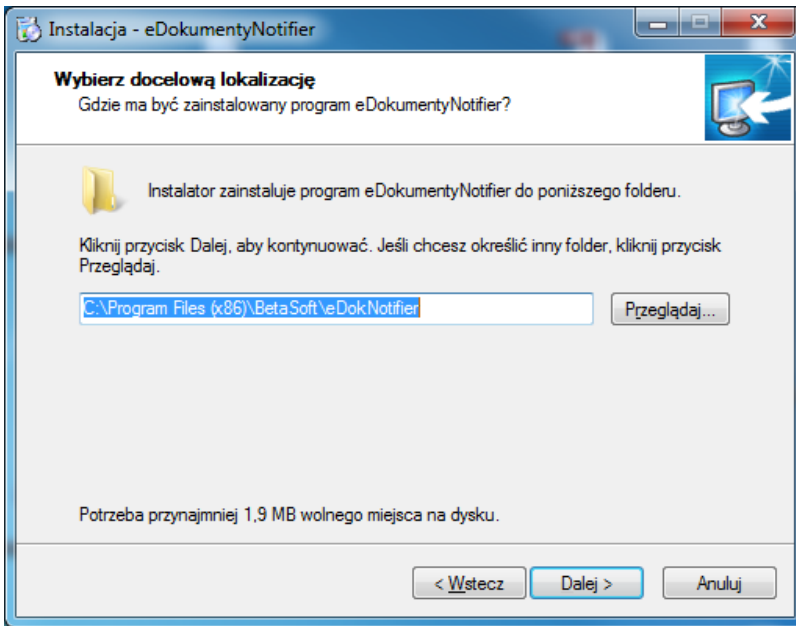 Instalacja - eDokumentyNotifier
Wybierz docelową lokalizację
Gdzie ma być zainstalowany program eDokumentyNotifier?
Instalator zainstaluje program eDokumentyNotifier do poniższego folderu.
Kliknij przycisk Dalej, aby kontynuować. Jeśli chcesz określić inny folder, kliknij przycisk
Przeglądaj.
C:\Program Files (x86)\BetaSoft\eDokNotifier
Przeglądaj...
Potrzeba przynajmniej 1,9 MB wolnego miejsca na dysku.
< Wstecz
Dalej >
Anuluj